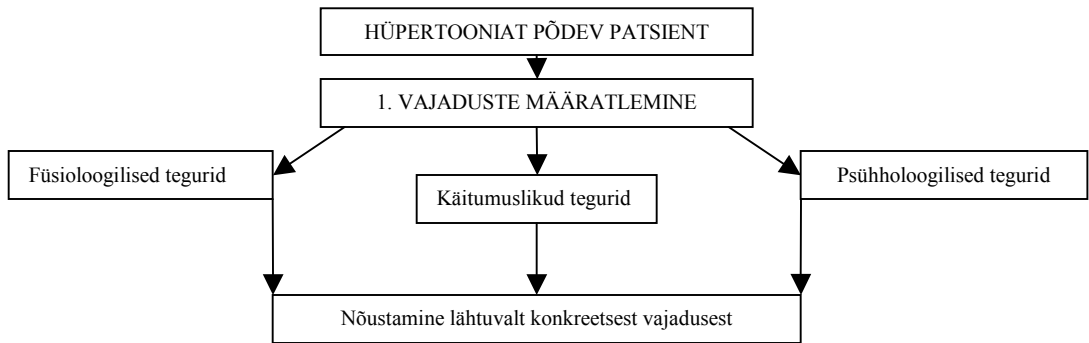 HÜPERTOONIAT PÕDEV PATSIENT
1. VAJADUSTE MÄÄRATLEMINE
Füsioloogilised tegurid
Käitumuslikud tegurid
Psühholoogilised tegurid
Nõustamine lähtuvalt konkreetsest vajadusest